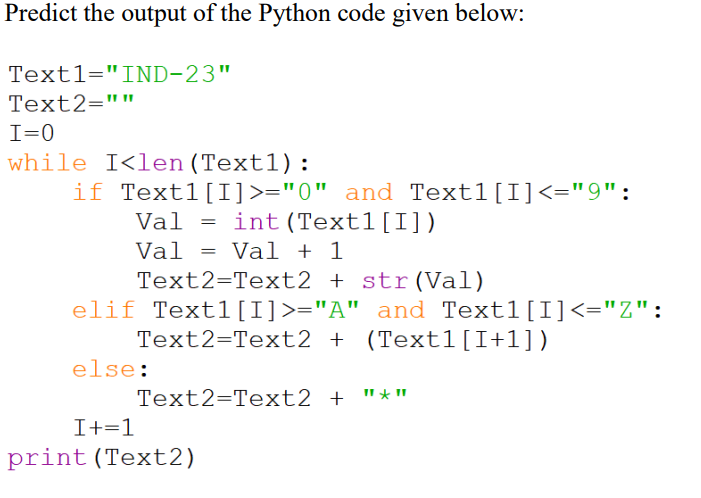 Predict the output of the Python code given below:
Text1="IND-23"
Text2=""
I=0
while I<len(Text1):
    if Text1[I]>="0" and Text1[I]<="9":
        Val = int(Text1[I])
        Val = Val + 1
        Text2=Text2 + str(Val)
    elif Text1[I]>="A" and Text1[I]<="Z":
        Text2=Text2 + (Text1[I+1])
    else:
        Text2=Text2 + "*"
    I+=1
print(Text2)